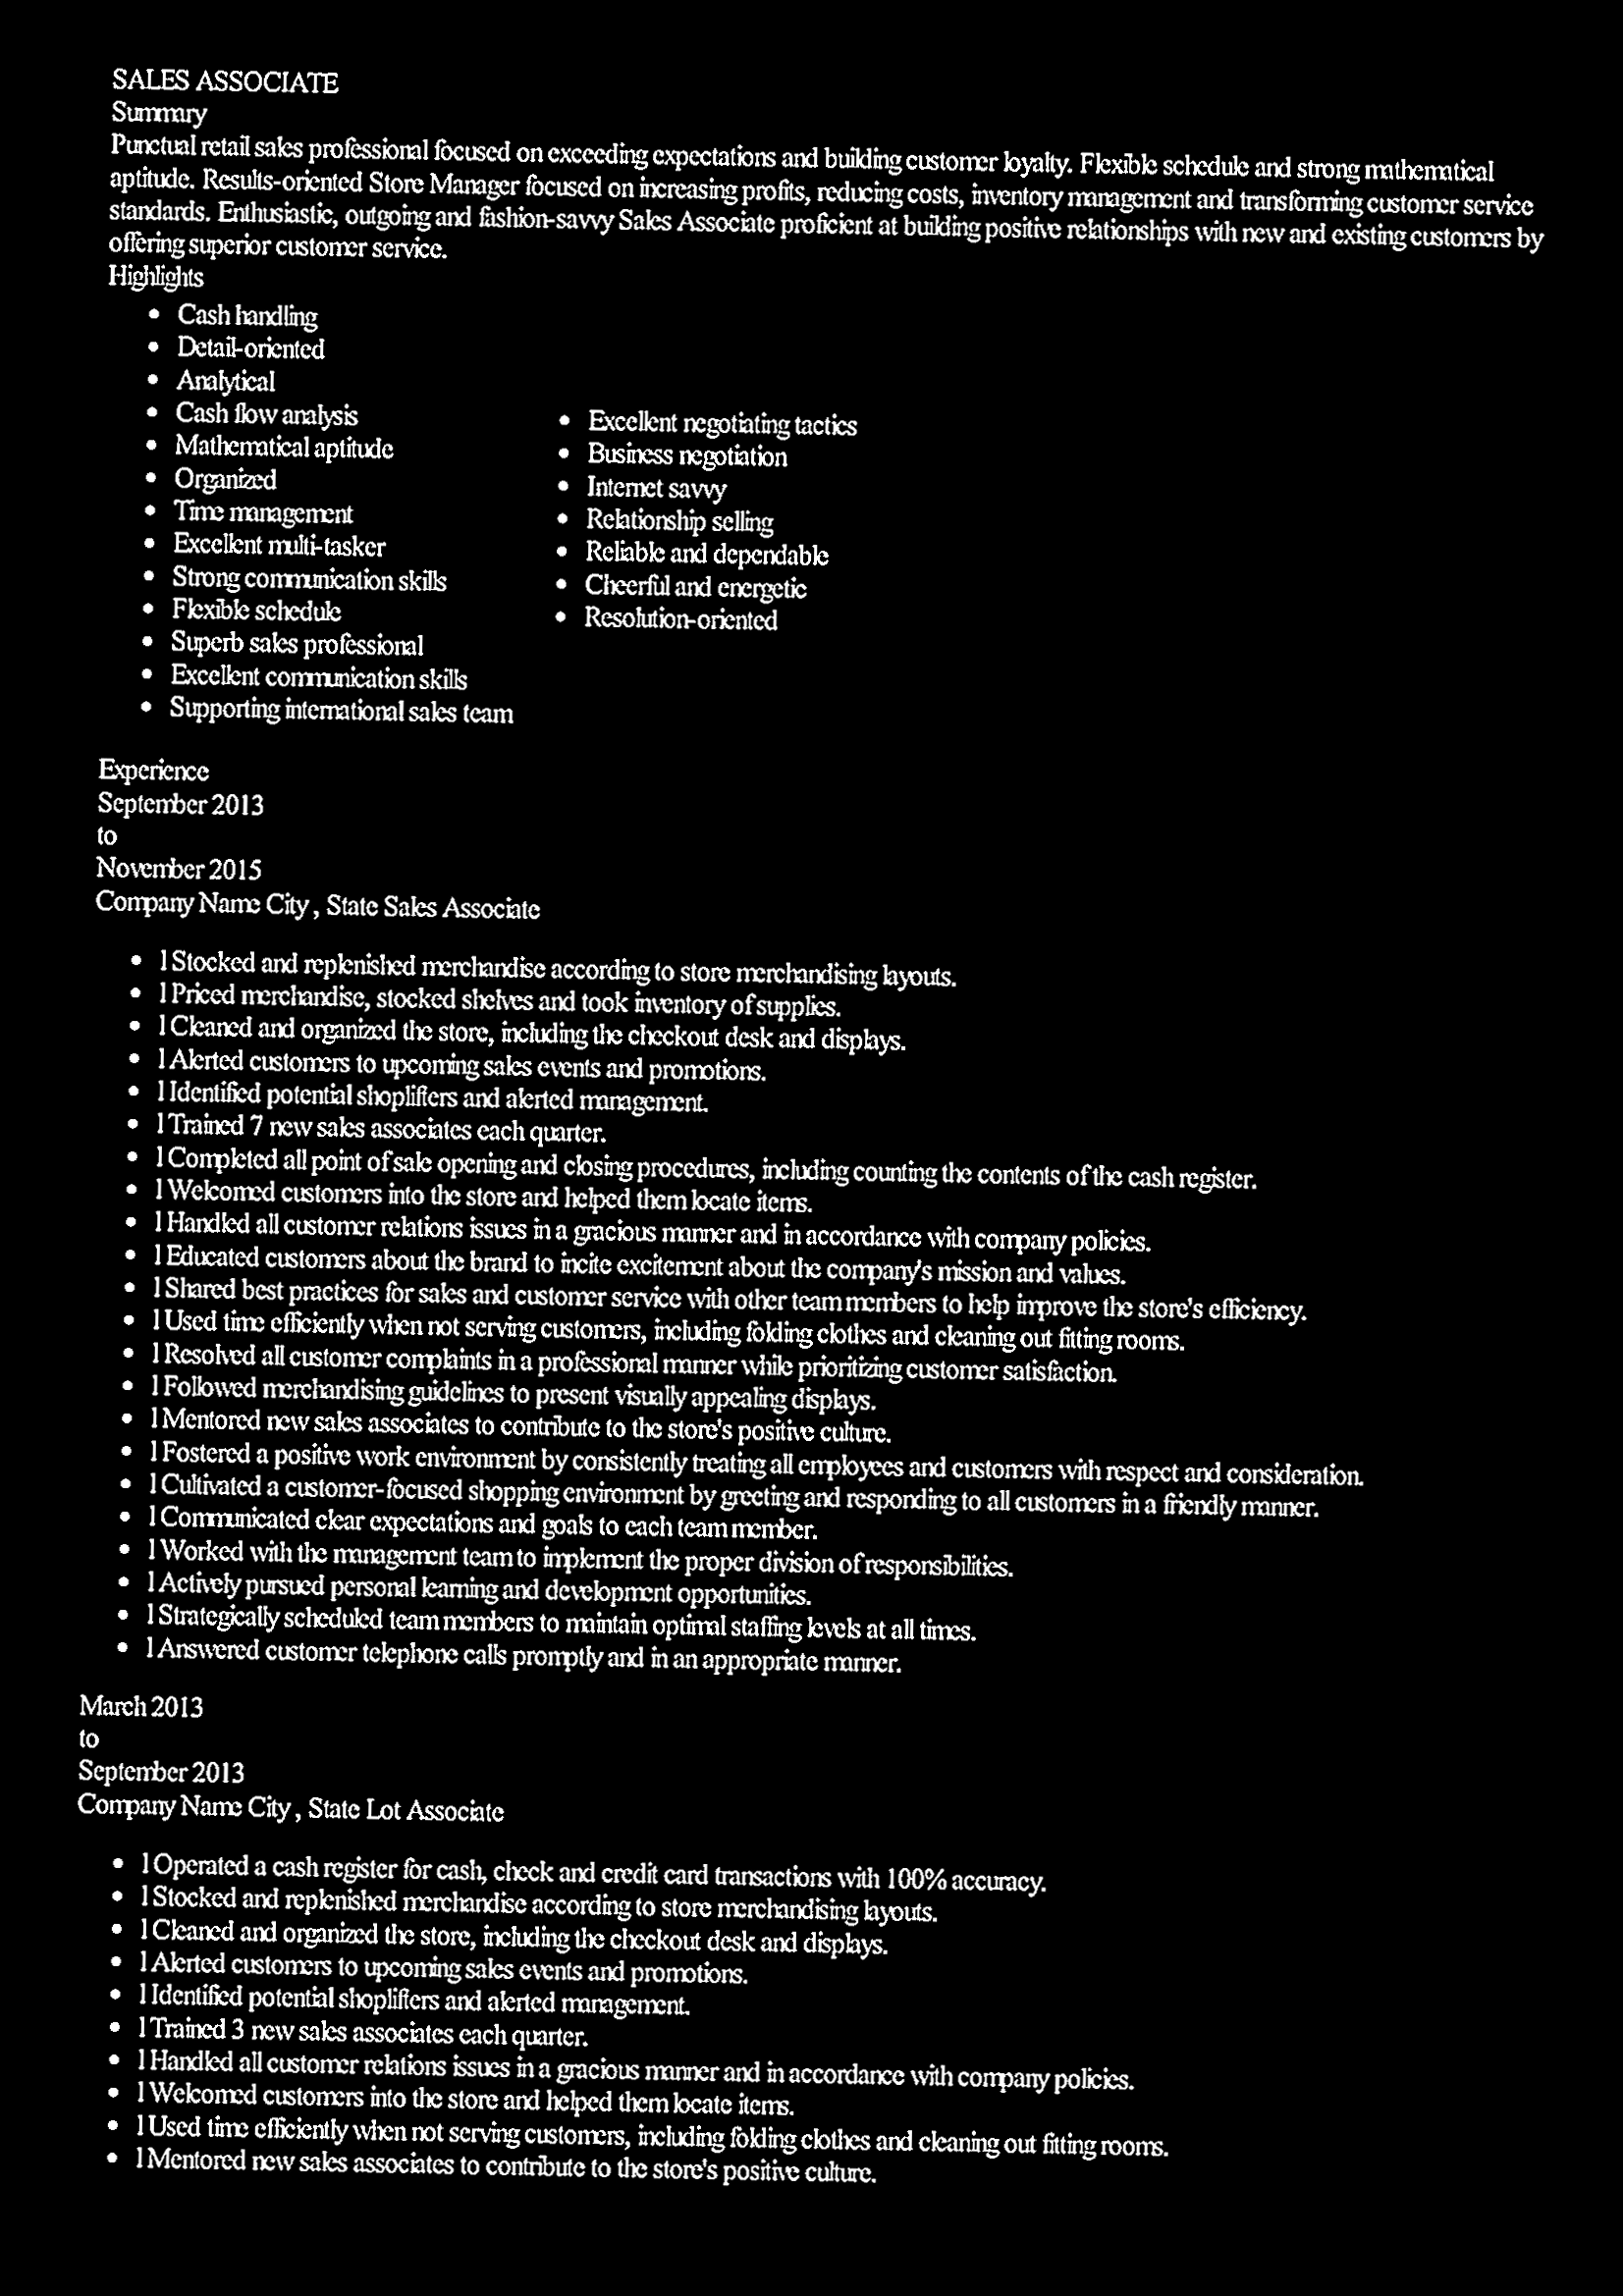 SALES ASSOCIATE
Summary
Punctual retail sales professional focused on exceeding expectations and building customer loyalty. Flexible schedule and strong mathematical
aptitude. Results-oriented Store Manager focused on increasing profits, reducing costs, inventory management and transforming customer service
standards. Enthusiastic, outgoing and fashion-savvy Sales Associate proficient at building positive relationships with new and existing customers by
offering superior customer service.
Highlights
• Cash handling
• Detail-oriented
• Analytical
• Cash flow analysis
• Mathematical aptitude
• Organized
• Time management
• Excellent multi-tasker
• Strong communication skills
• Flexible schedule
• Superb sales professional
• Excellent communication skills
• Supporting international sales team
• Excellent negotiating tactics
• Business negotiation
• Internet savvy
• Relationship selling
• Reliable and dependable
• Cheerful and energetic
• Resolution-oriented
Experience
September 2013
to
November 2015
Company Name City , State Sales Associate
• l Stocked and replenished merchandise according to store merchandising layouts.
• l Priced merchandise, stocked shelves and took inventory of supplies.
• l Cleaned and organized the store, including the checkout desk and displays.
• l Alerted customers to upcoming sales events and promotions.
• l Identified potential shoplifters and alerted management.
• l Trained 7 new sales associates each quarter.
• l Completed all point of sale opening and closing procedures, including counting the contents of the cash register.
• l Welcomed customers into the store and helped them locate items.
• l Handled all customer relations issues in a gracious manner and in accordance with company policies.
• l Educated customers about the brand to incite excitement about the company's mission and values.
• l Shared best practices for sales and customer service with other team members to help improve the store's efficiency.
• l Used time efficiently when not serving customers, including folding clothes and cleaning out fitting rooms.
• l Resolved all customer complaints in a professional manner while prioritizing customer satisfaction.
• l Followed merchandising guidelines to present visually appealing displays.
• l Mentored new sales associates to contribute to the store's positive culture.
• l Fostered a positive work environment by consistently treating all employees and customers with respect and consideration.
• l Cultivated a customer-focused shopping environment by greeting and responding to all customers in a friendly manner.
• l Communicated clear expectations and goals to each team member.
• l Worked with the management team to implement the proper division of responsibilities.
• l Actively pursued personal learning and development opportunities.
• l Strategically scheduled team members to maintain optimal staffing levels at all times.
• l Answered customer telephone calls promptly and in an appropriate manner.
March 2013
to
September 2013
Company Name City , State Lot Associate
• l Operated a cash register for cash, check and credit card transactions with 100% accuracy.
• l Stocked and replenished merchandise according to store merchandising layouts.
• l Cleaned and organized the store, including the checkout desk and displays.
• l Alerted customers to upcoming sales events and promotions.
• l Identified potential shoplifters and alerted management.
• l Trained 3 new sales associates each quarter.
• l Handled all customer relations issues in a gracious manner and in accordance with company policies.
• l Welcomed customers into the store and helped them locate items.
• l Used time efficiently when not serving customers, including folding clothes and cleaning out fitting rooms.
• l Mentored new sales associates to contribute to the store's positive culture.